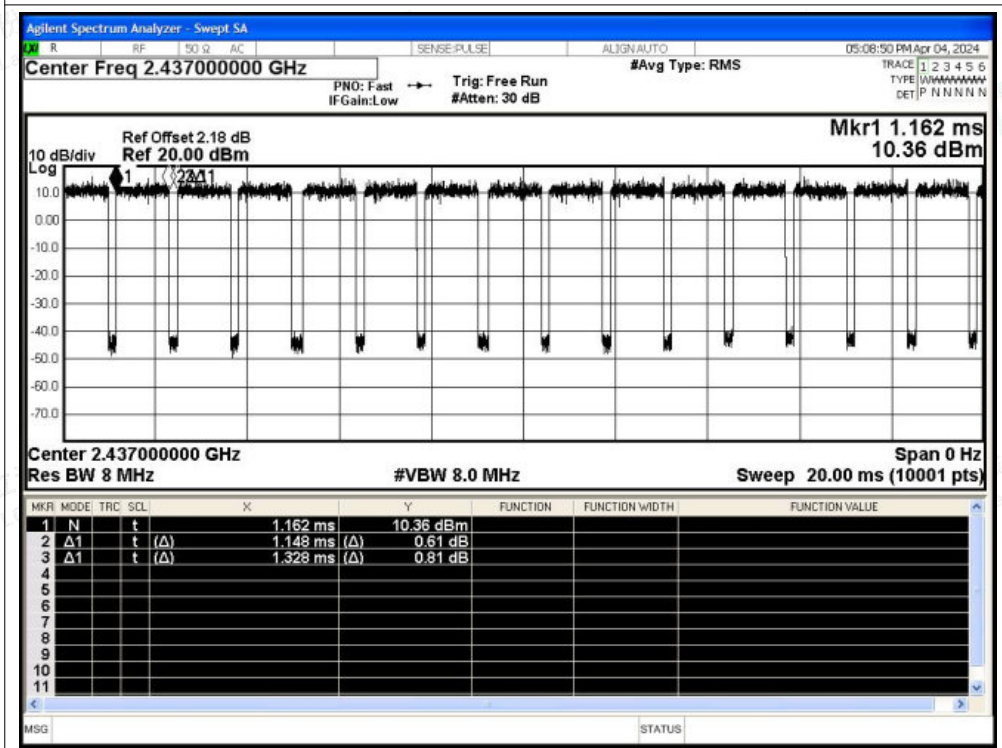 Agilent Spectrum Analyzer - Swept SA
LXI R RF 50 Ω AC SENSE:PULSE ALIGN AUTO 05:08:50 PM Apr 04, 2024
Center Freq 2.437000000 GHz
PNO: Fast
IFGain:Low
Trig: Free Run
#Atten: 30 dB
#Avg Type: RMS
TRACE 1 2 3 4 5 6
TYPE WWWWWW
DET P N N N N N
Mkr1 1.162 ms
10.36 dBm
Ref Offset 2.18 dB
10 dB/div Ref 20.00 dBm
Log
10.0
0.00
-10.0
-20.0
-30.0
-40.0
-50.0
-60.0
-70.0
Center 2.437000000 GHz Span 0 Hz
Res BW 8 MHz #VBW 8.0 MHz Sweep 20.00 ms (10001 pts)
MKR MODE TRC SCL X Y FUNCTION FUNCTION WIDTH FUNCTION VALUE
1 N t 1.162 ms 10.36 dBm
2 Δ1 t (Δ) 1.148 ms (Δ) 0.61 dB
3 Δ1 t (Δ) 1.328 ms (Δ) 0.81 dB
4
5
6
7
8
9
10
11
MSG STATUS